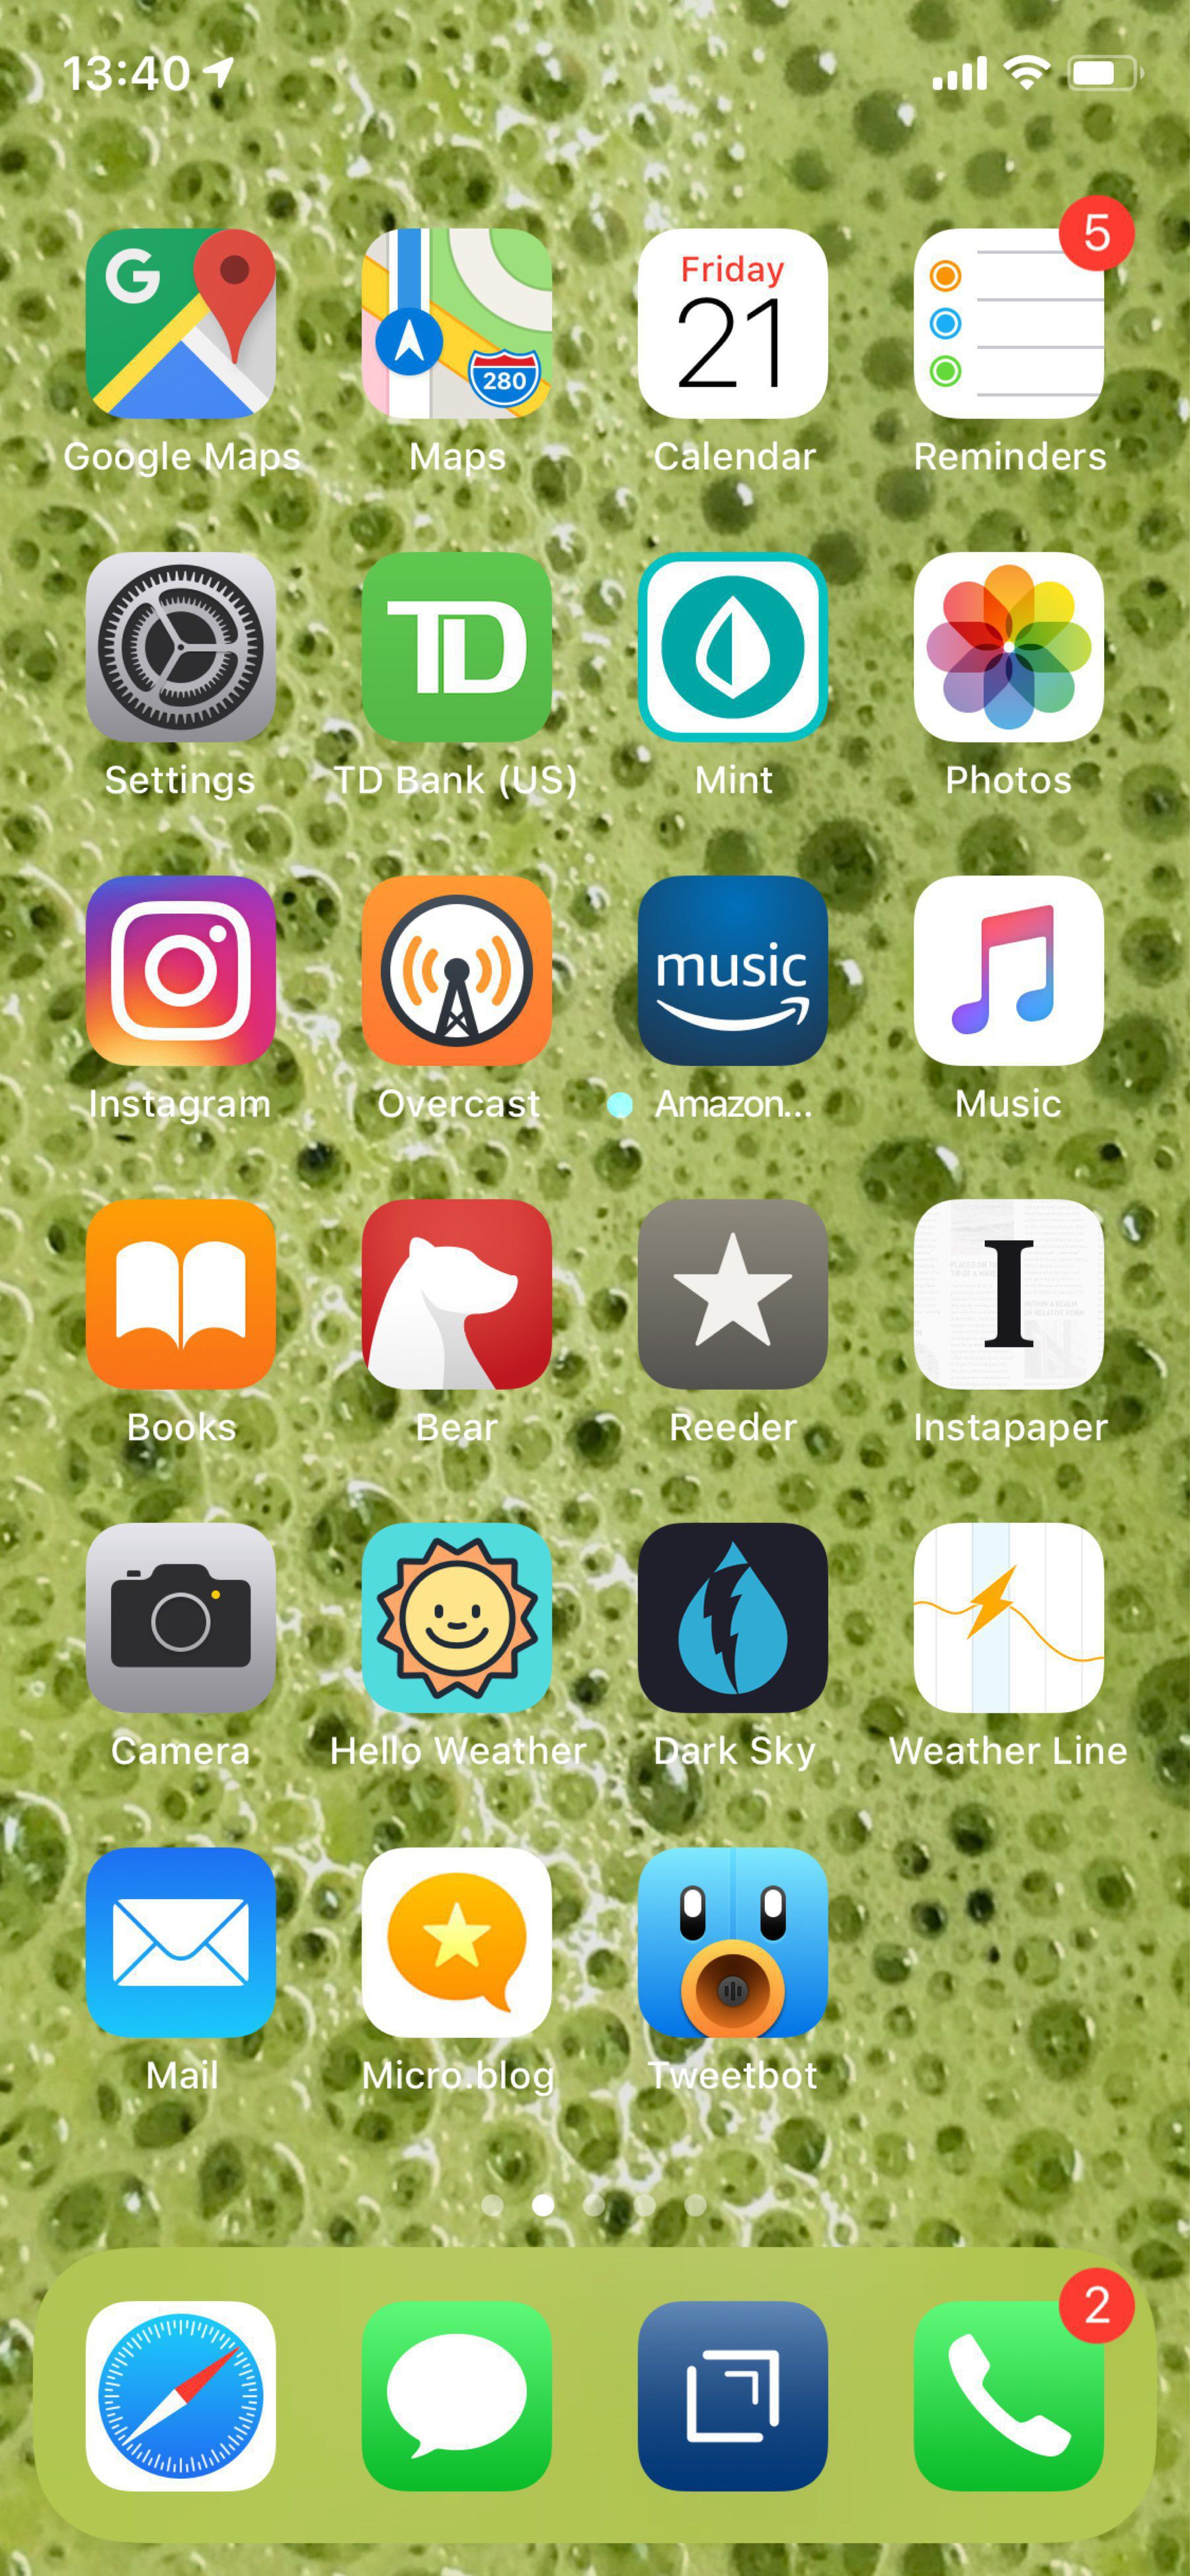 13:40
5
G
280
Friday
21
Google Maps
Maps
Calendar
Reminders
TD
Settings
TD Bank (US)
Mint
Photos
music
Instagram
Overcast
Amazon...
Music
I
Books
Bear
Reeder
Instapaper
Camera
Hello Weather
Dark Sky
Weather Line
Mail
Micro.blog
Tweetbot
2